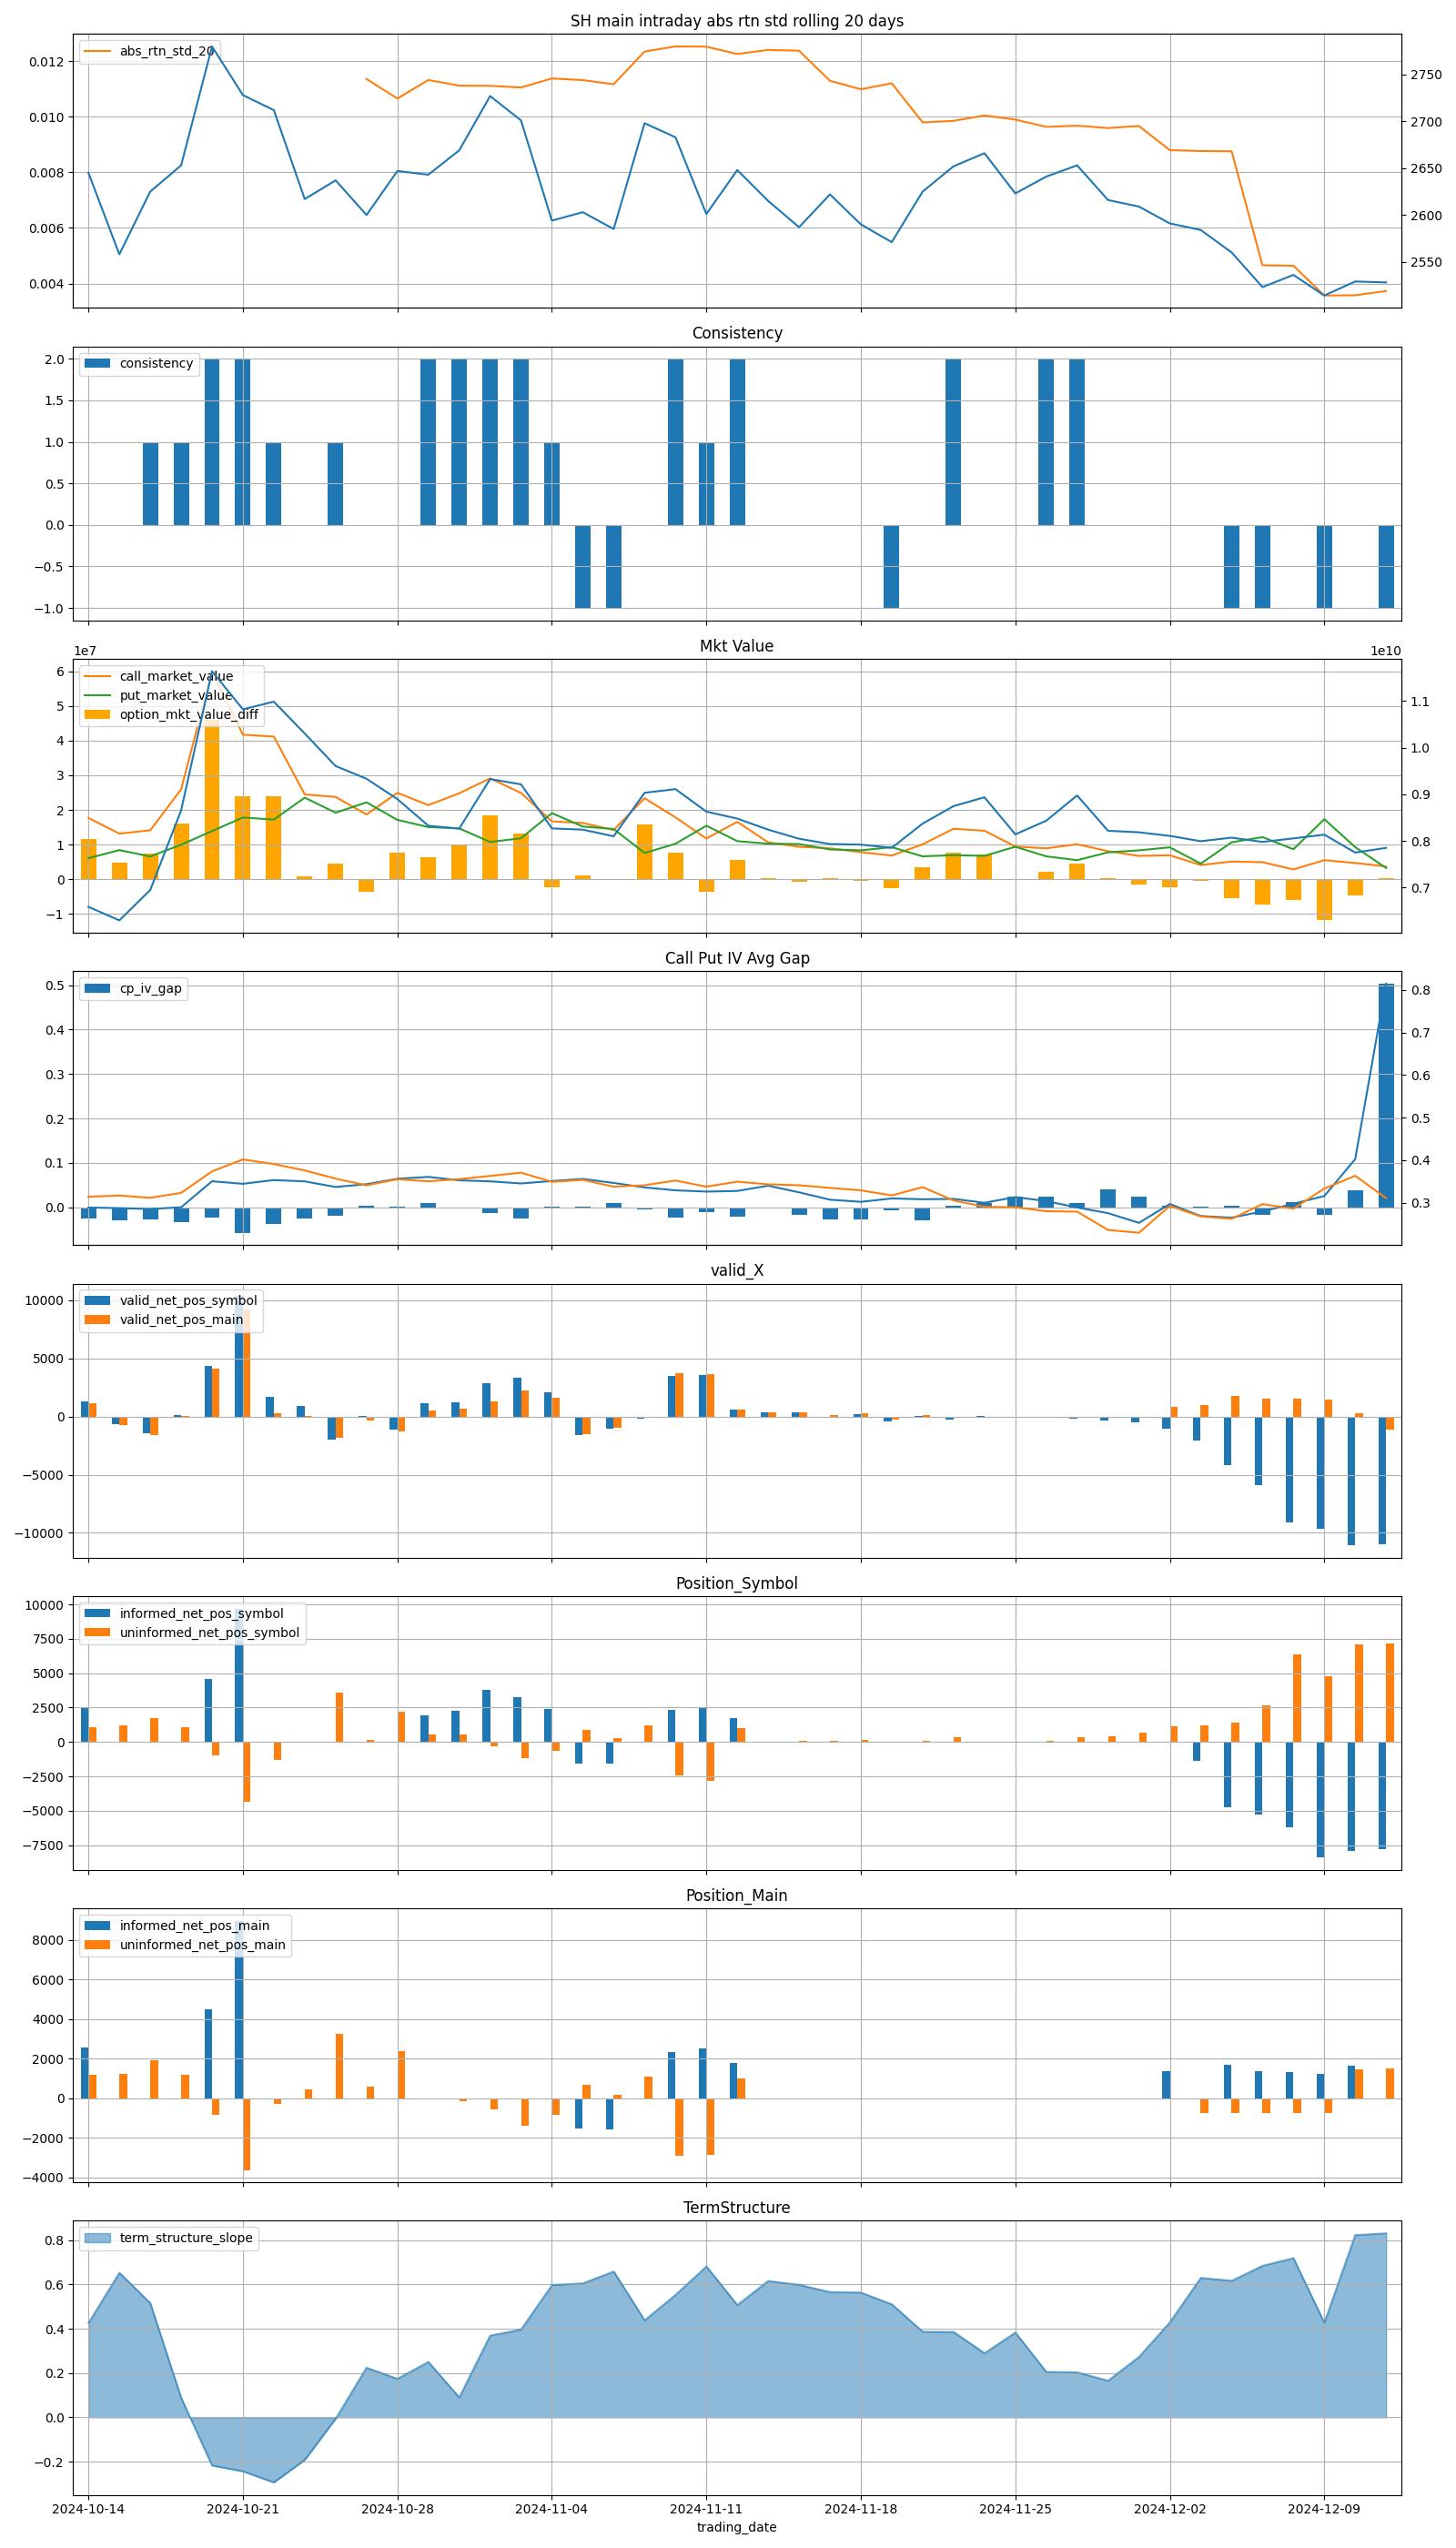 SH main intraday abs rtn std rolling 20 days
abs_rtn_std_20
0.012
0.010
0.008
0.006
0.004
2750
2700
2650
2600
2550
Consistency
consistency
2.0
1.5
1.0
0.5
0.0
−0.5
−1.0
Mkt Value
1e7
1e10
call_market_value
put_market_value
option_mkt_value_diff
6
5
4
3
2
1
0
−1
1.1
1.0
0.9
0.8
0.7
Call Put IV Avg Gap
cp_iv_gap
0.5
0.4
0.3
0.2
0.1
0.0
0.8
0.7
0.6
0.5
0.4
0.3
valid_X
valid_net_pos_symbol
valid_net_pos_main
10000
5000
0
−5000
−10000
Position_Symbol
informed_net_pos_symbol
uninformed_net_pos_symbol
10000
7500
5000
2500
0
−2500
−5000
−7500
Position_Main
informed_net_pos_main
uninformed_net_pos_main
8000
6000
4000
2000
0
−2000
−4000
TermStructure
term_structure_slope
0.8
0.6
0.4
0.2
0.0
−0.2
2024-10-14 2024-10-21 2024-10-28 2024-11-04 2024-11-11 2024-11-18 2024-11-25 2024-12-02 2024-12-09
trading_date